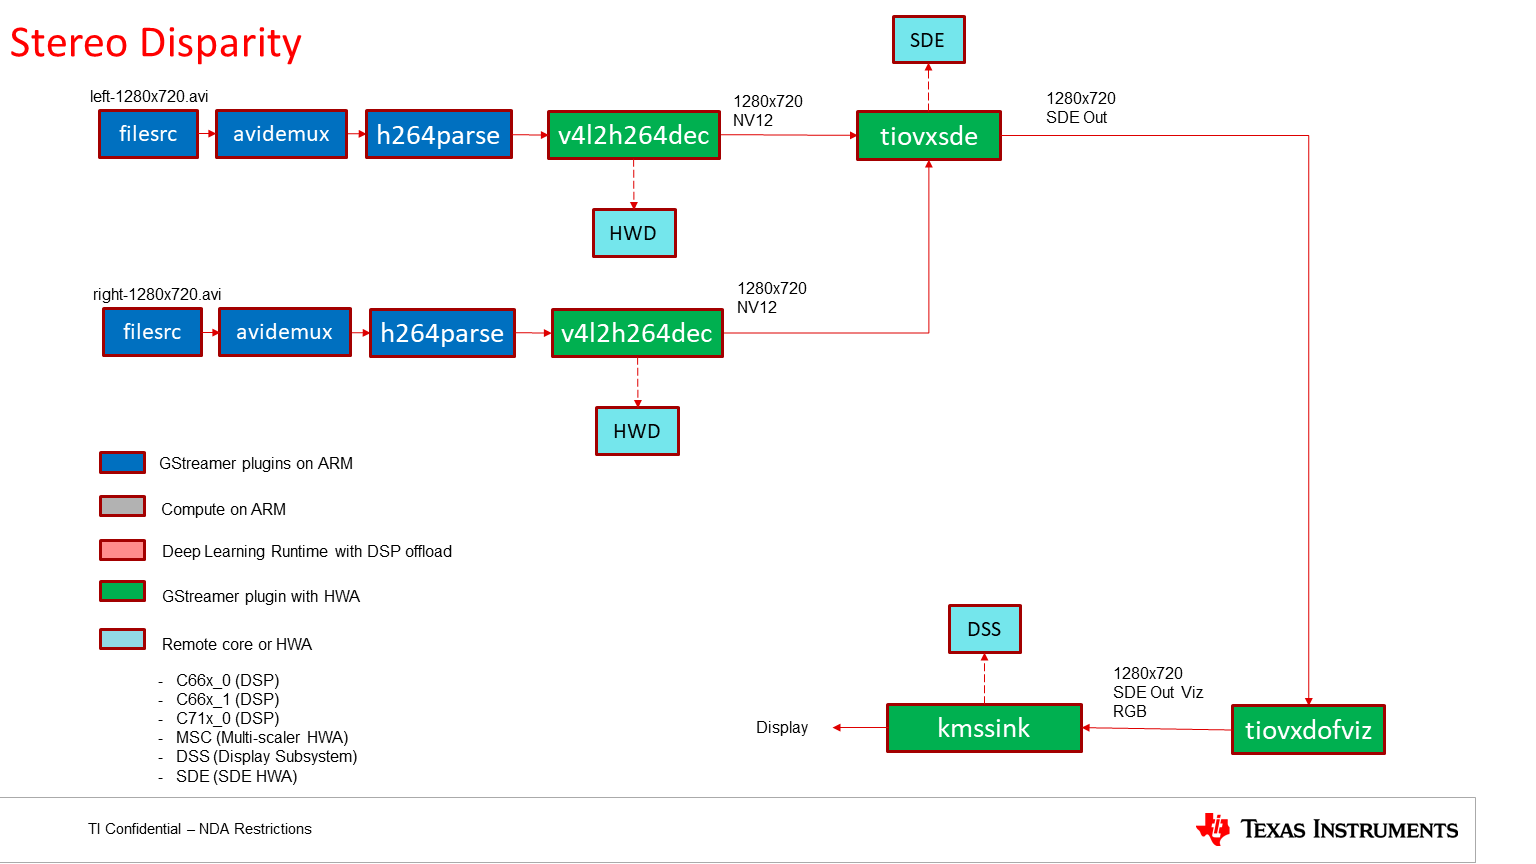 Stereo Disparity
SDE
left-1280x720.avi
1280x720
NV12
1280x720
SDE Out
filesrc
avidemux
h264parse
v4l2h264dec
tiovxsde
HWD
right-1280x720.avi
1280x720
NV12
filesrc
avidemux
h264parse
v4l2h264dec
HWD
GStreamer plugins on ARM
Compute on ARM
Deep Learning Runtime with DSP offload
GStreamer plugin with HWA
Remote core or HWA
- C66x_0 (DSP)
- C66x_1 (DSP)
- C71x_0 (DSP)
- MSC (Multi-scaler HWA)
- DSS (Display Subsystem)
- SDE (SDE HWA)
DSS
1280x720
SDE Out Viz
RGB
Display
kmssink
tiovxdofviz
TI Confidential – NDA Restrictions
TEXAS INSTRUMENTS